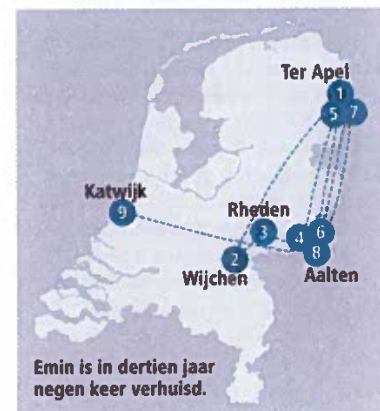 Ter Apel
1
5
7
Katwijk
9
Rheden
3
4
6
8
2
Wijchen
Aalten
Emin is in dertien jaar
negen keer verhuisd.